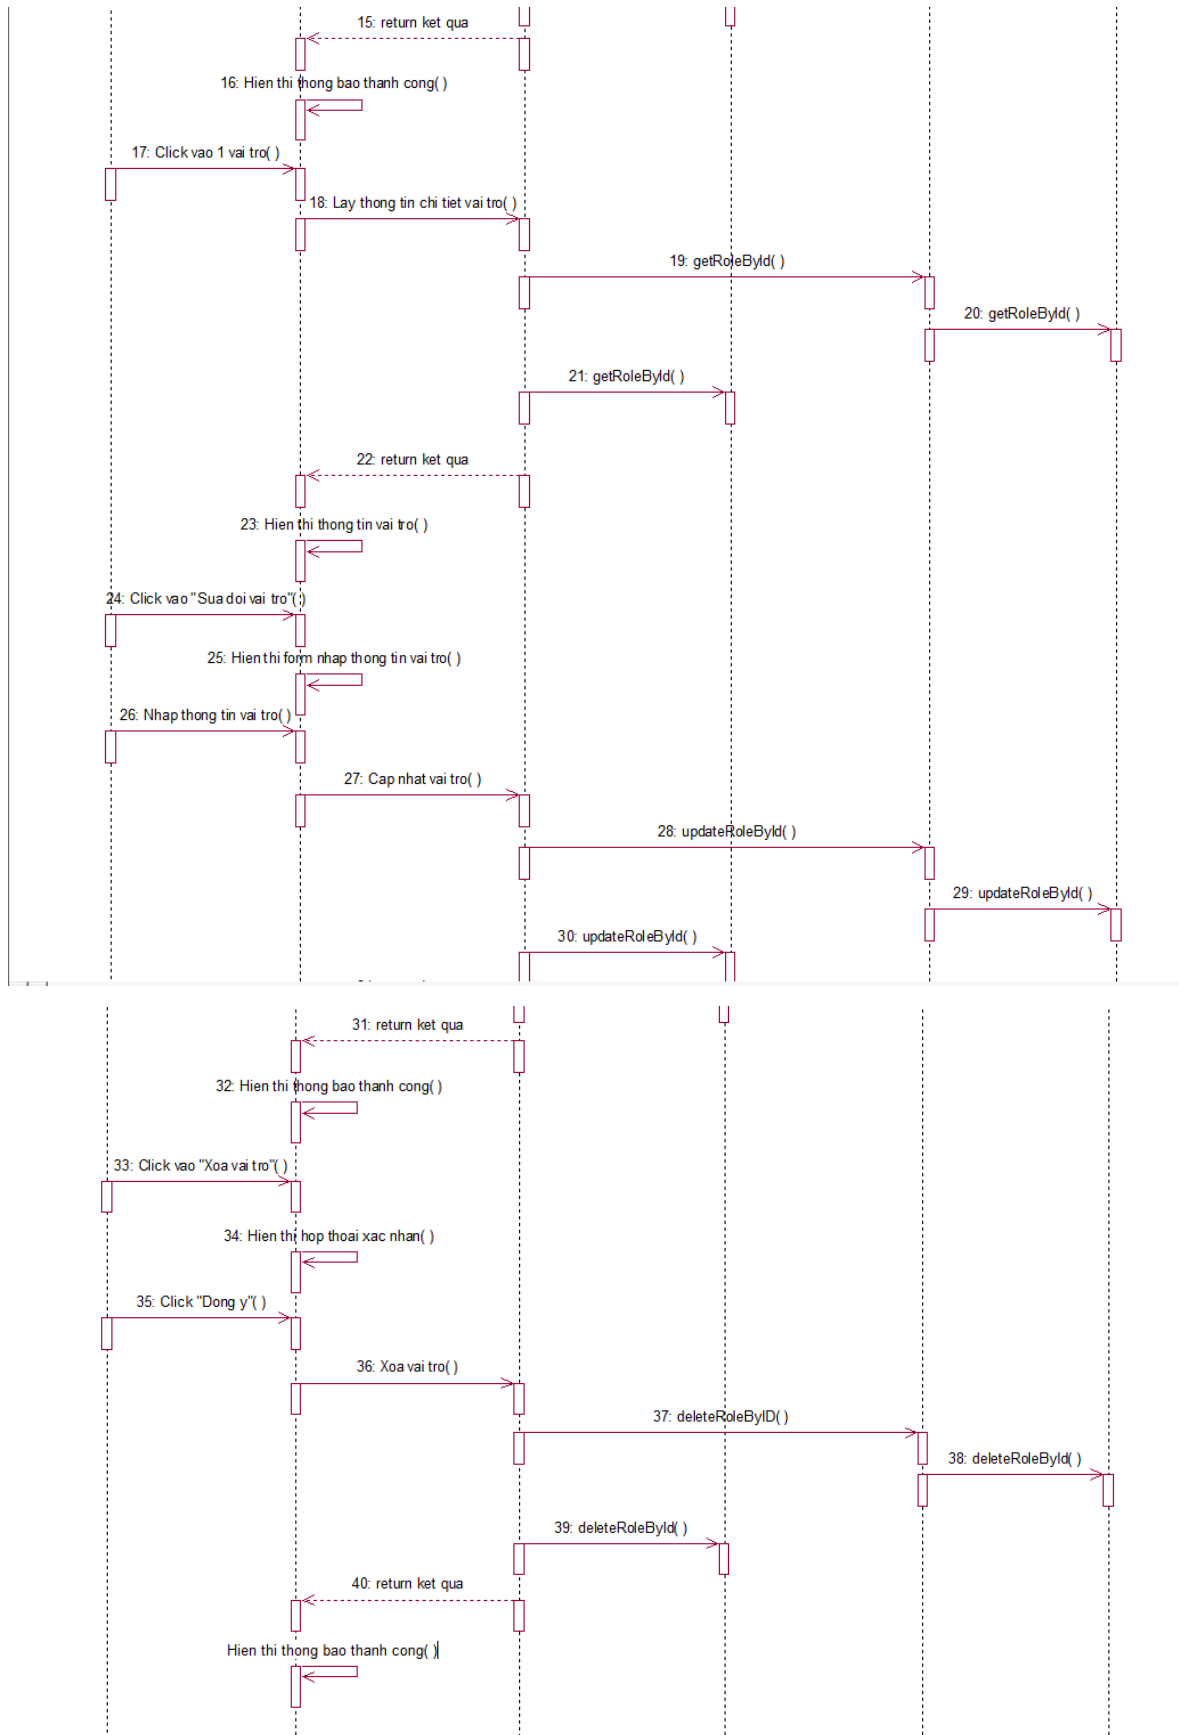 15: return ket qua
16: Hien thi thong bao thanh cong( )
17: Click vao 1 vai tro( )
18: Lay thong tin chi tiet vai tro( )
19: getRoleById( )
20: getRoleById( )
21: getRoleById( )
22: return ket qua
23: Hien thi thong tin vai tro( )
24: Click vao "Sua doi vai tro"( )
25: Hien thi form nhap thong tin vai tro( )
26: Nhap thong tin vai tro( )
27: Cap nhat vai tro( )
28: updateRoleById( )
29: updateRoleById( )
30: updateRoleById( )
31: return ket qua
32: Hien thi thong bao thanh cong( )
33: Click vao "Xoa vai tro"( )
34: Hien thi hop thoai xac nhan( )
35: Click "Dong y"( )
36: Xoa vai tro( )
37: deleteRoleByID( )
38: deleteRoleById( )
39: deleteRoleById( )
40: return ket qua
Hien thi thong bao thanh cong( )